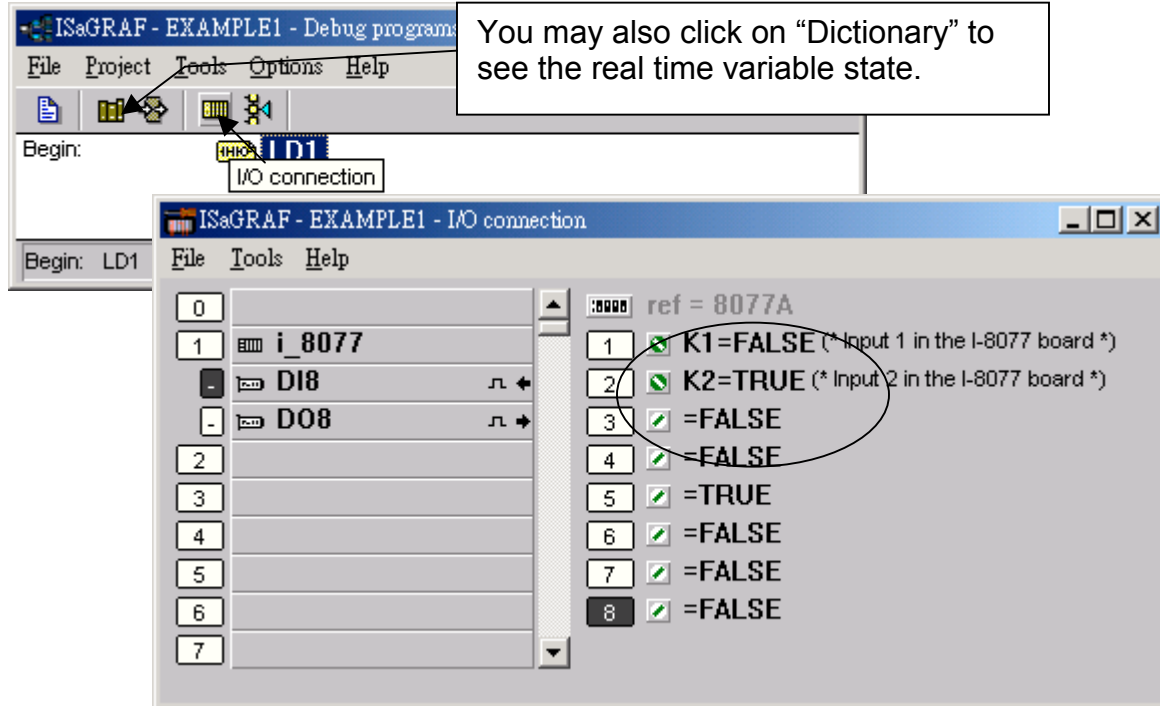 ISaGRAF - EXAMPLE1 - Debug programs
You may also click on “Dictionary” to
see the real time variable state.
File Project Tools Options Help
Begin: LD1
I/O connection
Begin: LD1
ISaGRAF - EXAMPLE1 - I/O connection
File Tools Help
0
1 i_8077
- DI8
- DO8
2
3
4
5
6
7
ref = 8077A
1 K1=FALSE (* Input 1 in the I-8077 board *)
2 K2=TRUE (* Input 2 in the I-8077 board *)
3 =FALSE
4 =FALSE
5 =TRUE
6 =FALSE
7 =FALSE
8 =FALSE